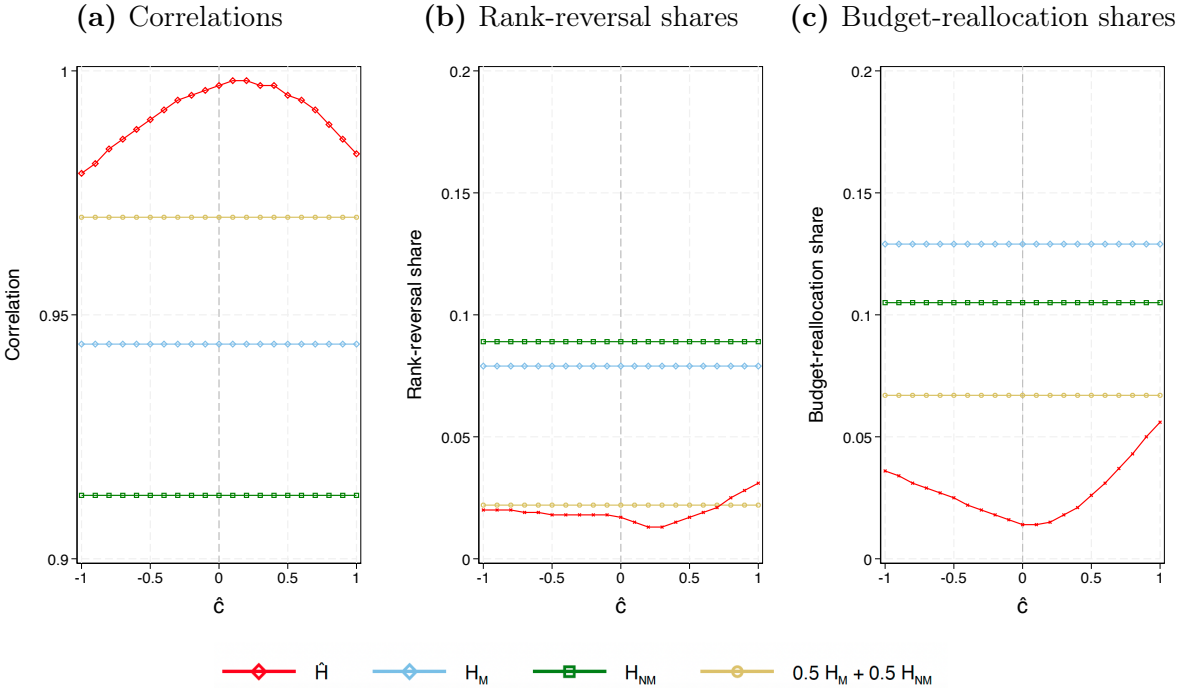 (a) Correlations
(b) Rank-reversal shares
(c) Budget-reallocation shares
1
0.95
0.9
Correlation
-1 -0.5 0 0.5 1
ĉ
0.2
0.15
0.1
0.05
0
Rank-reversal share
-1 -0.5 0 0.5 1
ĉ
0.2
0.15
0.1
0.05
0
Budget-reallocation share
-1 -0.5 0 0.5 1
ĉ
Ĥ H_M H_NM 0.5 H_M + 0.5 H_NM